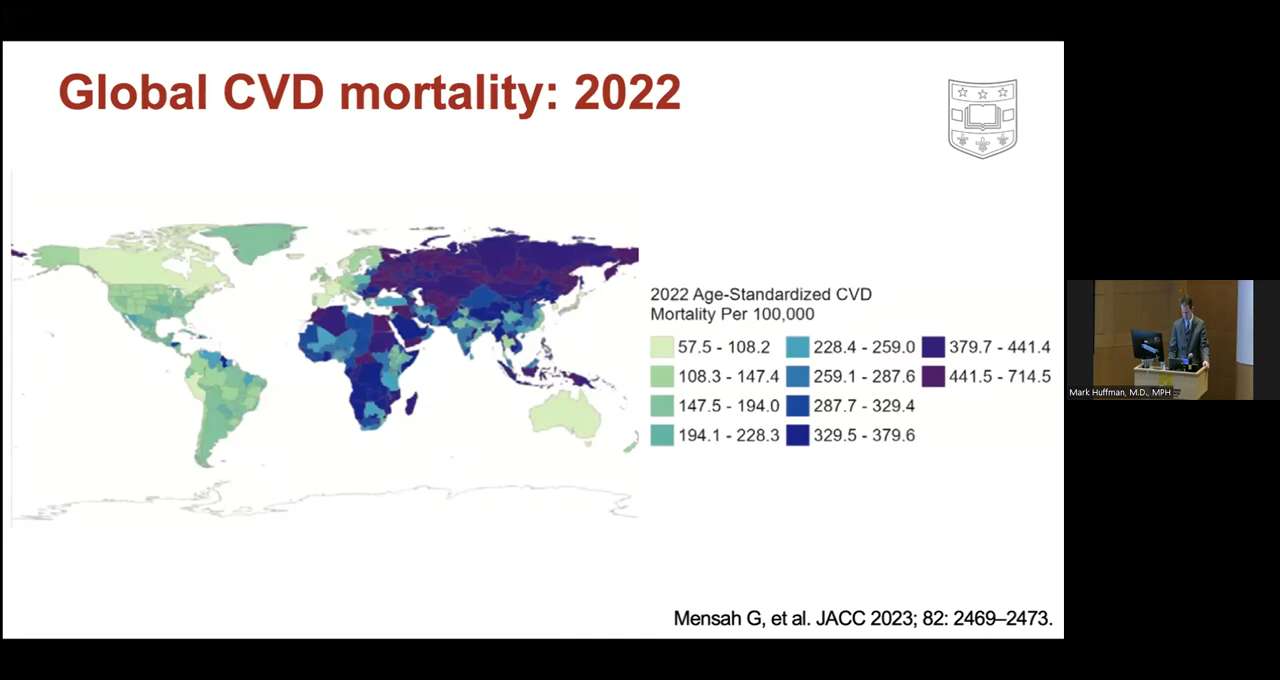 Global CVD mortality: 2022
2022 Age-Standardized CVD
Mortality Per 100,000
57.5 - 108.2
108.3 - 147.4
147.5 - 194.0
194.1 - 228.3
228.4 - 259.0
259.1 - 287.6
287.7 - 329.4
329.5 - 379.6
379.7 - 441.4
441.5 - 714.5
Mensah G, et al. JACC 2023; 82: 2469–2473.
Mark Huffman, M.D., MPH